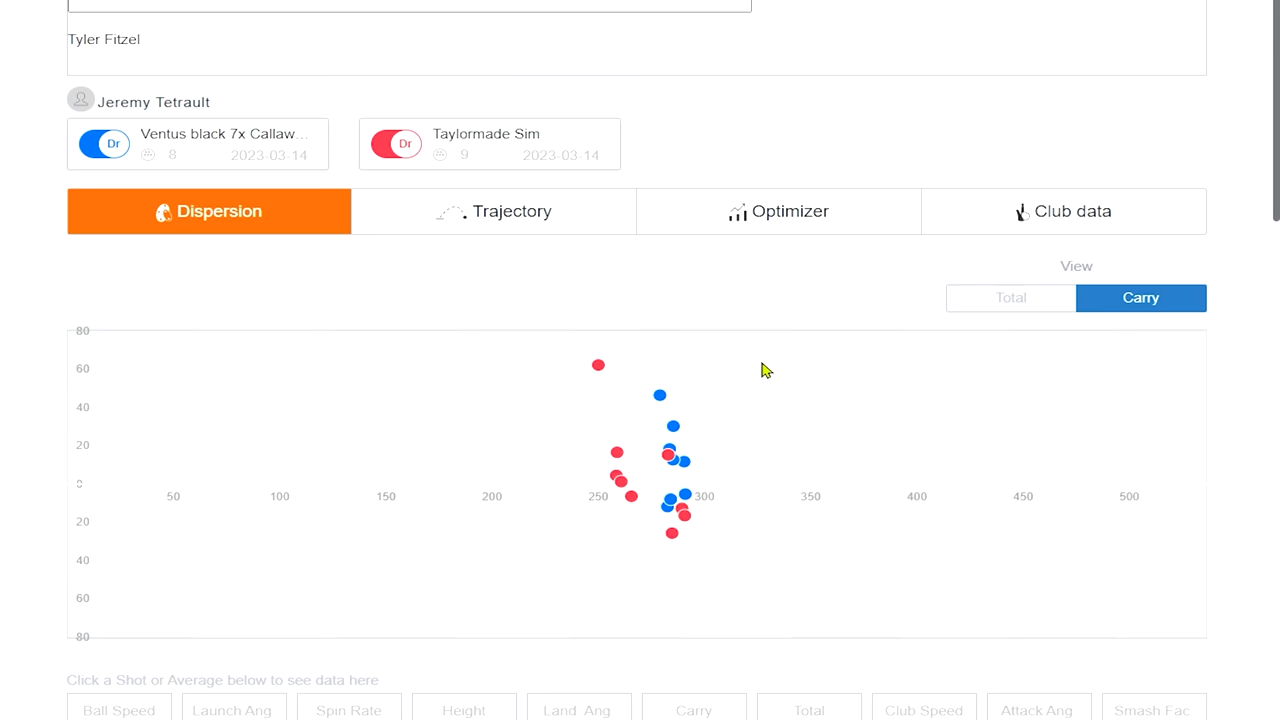 Tyler Fitzel
Jeremy Tetrault
Dr Ventus black 7x Callaw...
8 2023-03-14
Dr Taylormade Sim
9 2023-03-14
Dispersion Trajectory Optimizer Club data
View
Total Carry
80
60
40
20
0
50 100 150 200 250 300 350 400 450 500
20
40
60
80
Click a Shot or Average below to see data here
Ball Speed Launch Ang Spin Rate Height Land Ang Carry Total Club Speed Attack Ang Smash Fac